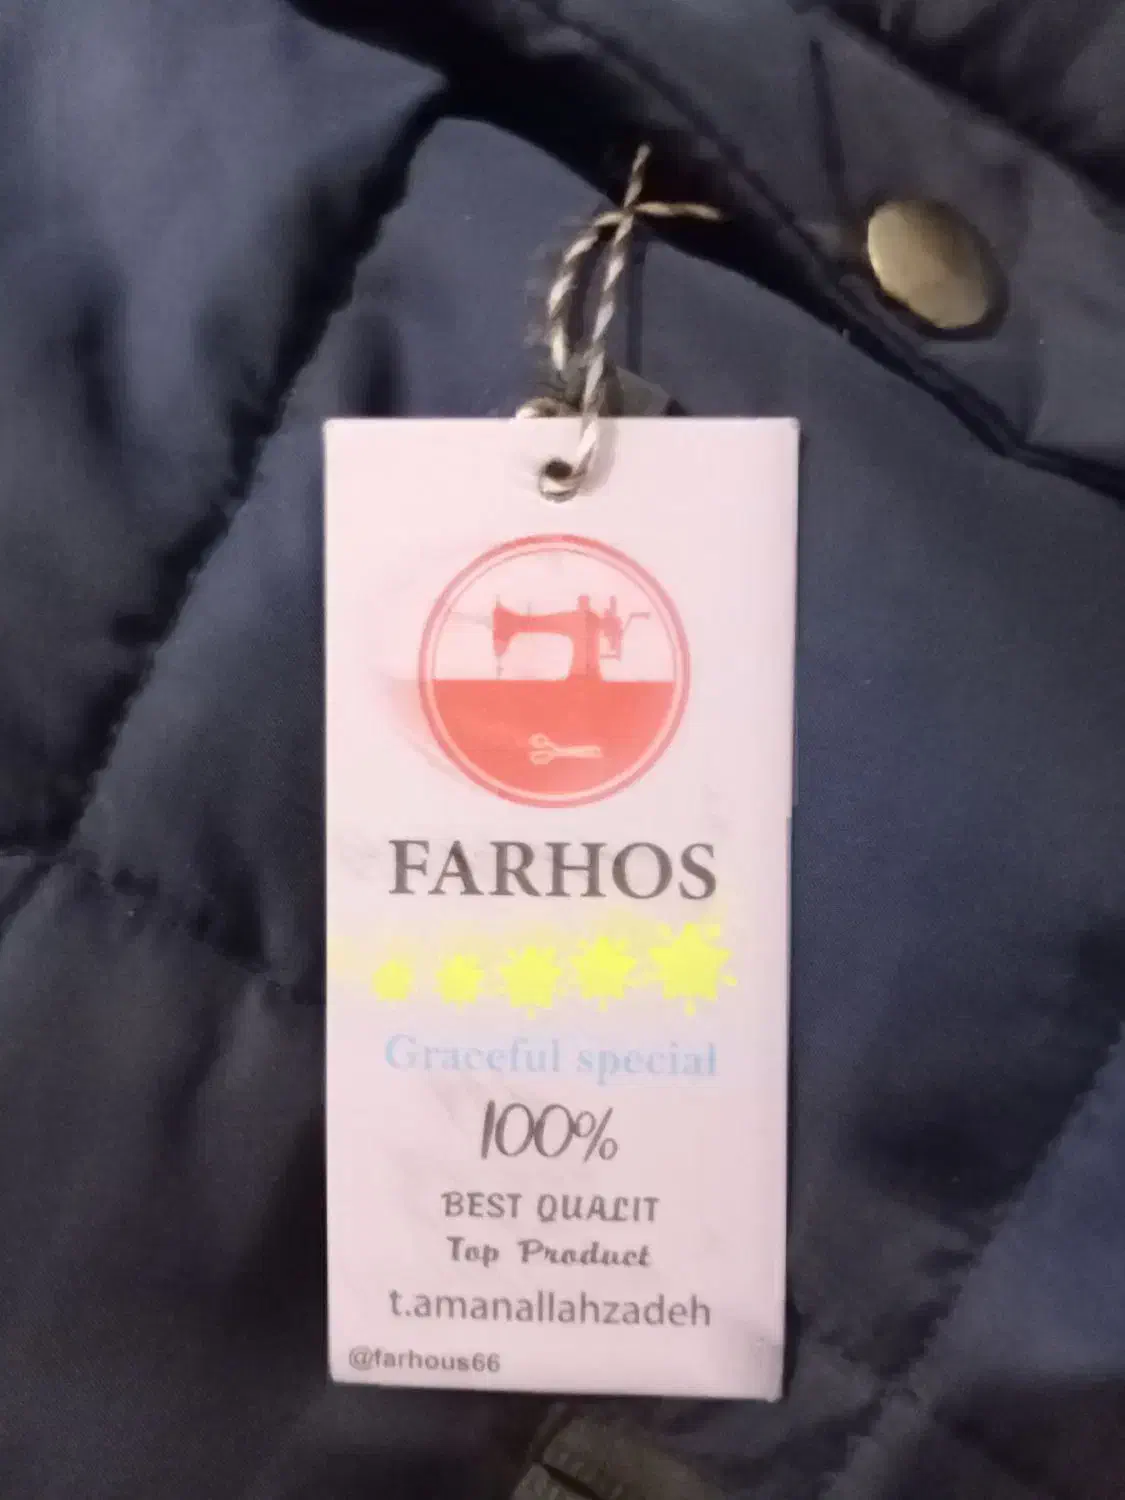 FARHOS
Graceful special
100%
BEST QUALIT
Top Product
t.amanallahzadeh
@farhous66